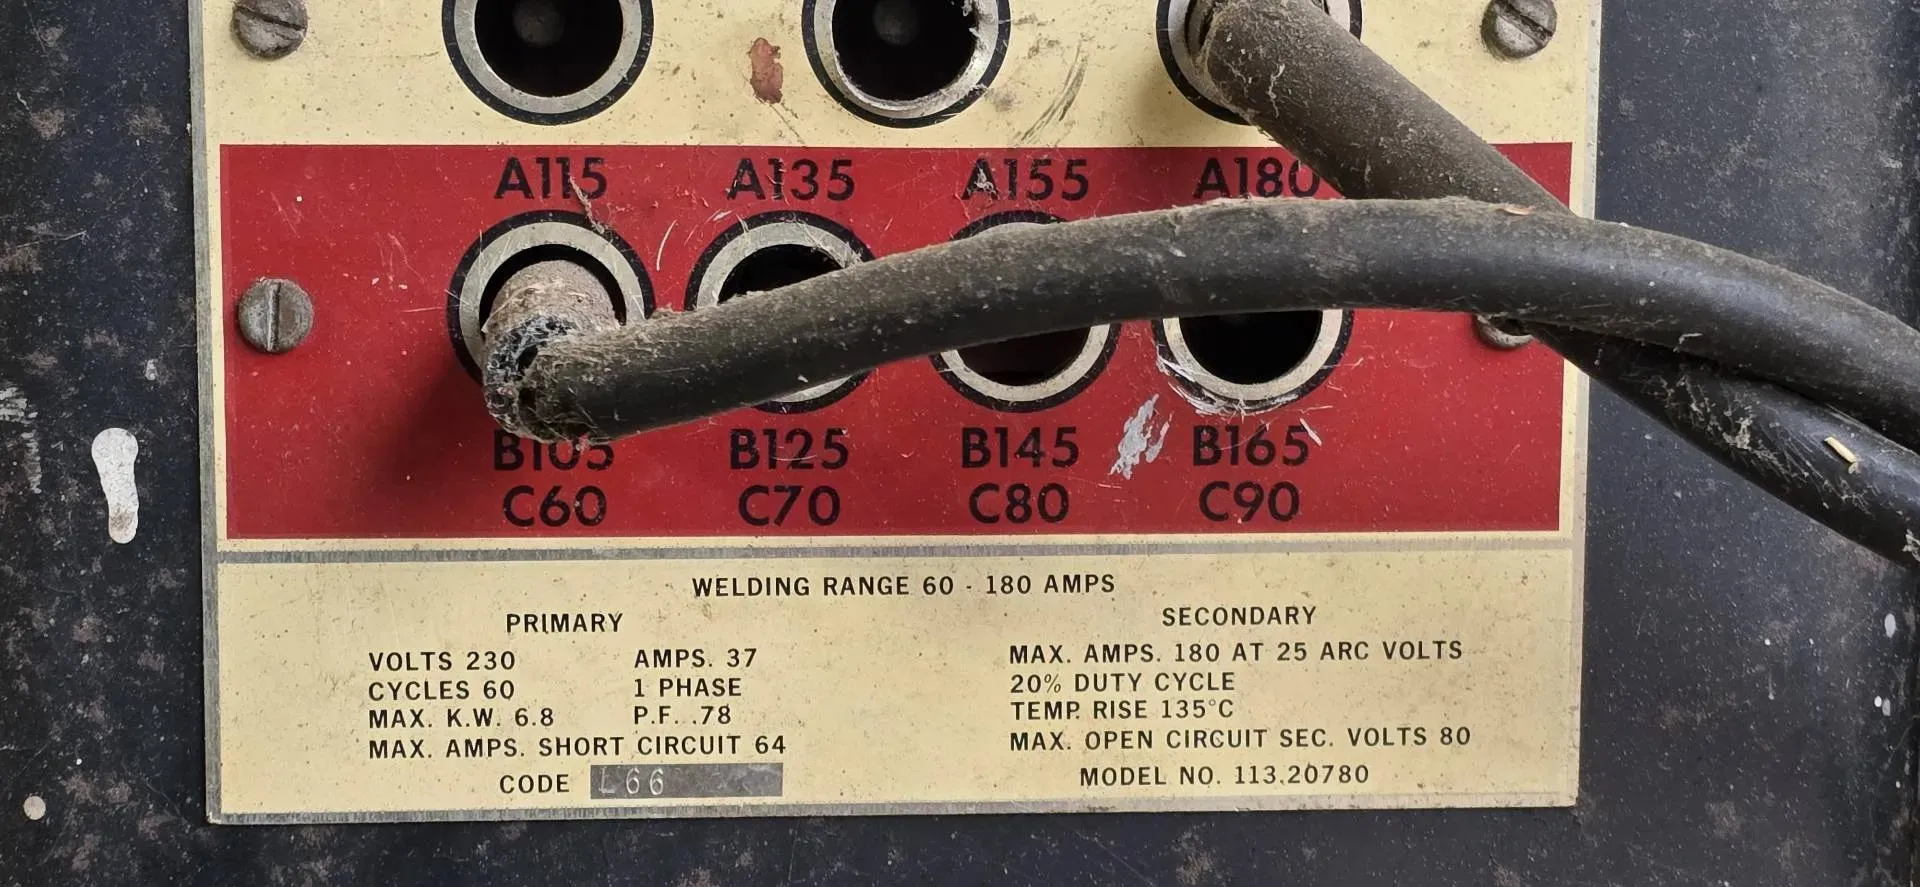 A115 A135 A155 A180
B105 B125 B145 B165
C60 C70 C80 C90
WELDING RANGE 60 - 180 AMPS
PRIMARY
VOLTS 230 AMPS. 37
CYCLES 60 1 PHASE
MAX. K.W. 6.8 P.F. .78
MAX. AMPS. SHORT CIRCUIT 64
CODE L66
SECONDARY
MAX. AMPS. 180 AT 25 ARC VOLTS
20% DUTY CYCLE
TEMP. RISE 135°C
MAX. OPEN CIRCUIT SEC. VOLTS 80
MODEL NO. 113.20780